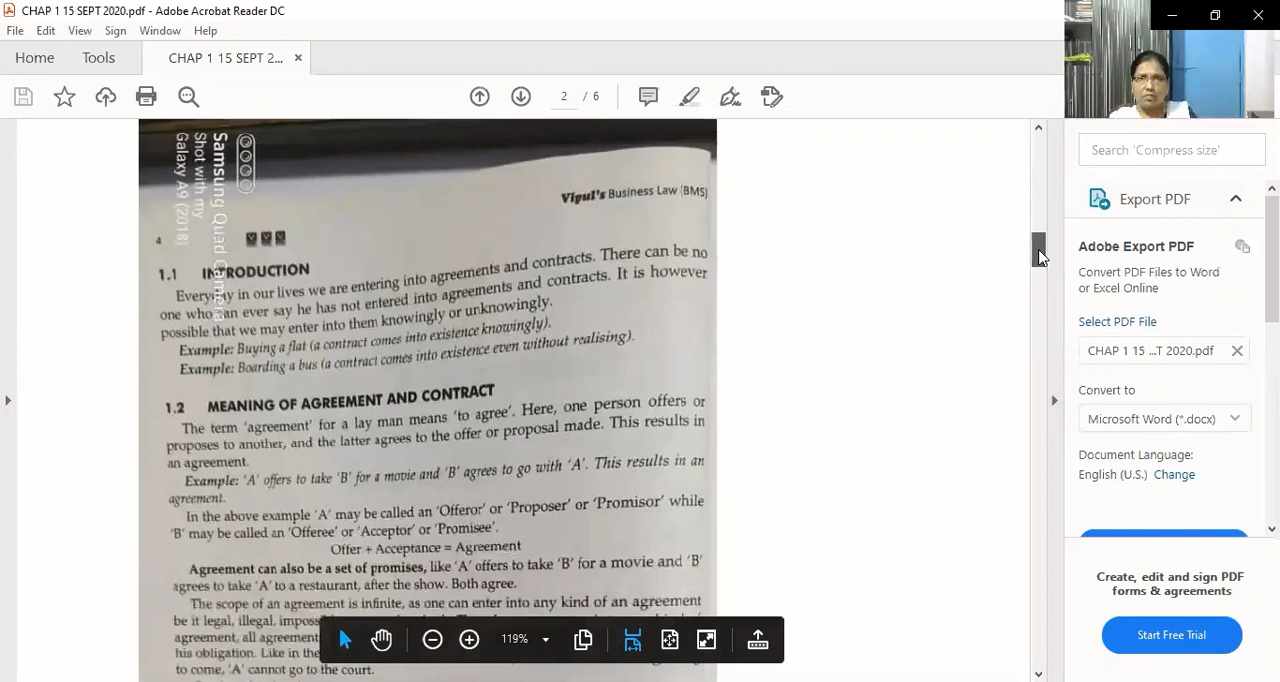 CHAP 1 15 SEPT 2020.pdf - Adobe Acrobat Reader DC
File Edit View Sign Window Help
Home Tools CHAP 1 15 SEPT 2...
2 / 6
Search 'Compress size'
Export PDF
Adobe Export PDF
Convert PDF Files to Word
or Excel Online
Select PDF File
CHAP 1 15 ...T 2020.pdf
Convert to
Microsoft Word (*.docx)
Document Language:
English (U.S.) Change
Create, edit and sign PDF
forms & agreements
Start Free Trial
Samsung Quad Camera
Shot with my
Galaxy A9 (2018)
Vipul's Business Law (BMS)
4
1.1 INTRODUCTION
Everyday in our lives we are entering into agreements and contracts. There can be no
one who can ever say he has not entered into agreements and contracts. It is however
possible that we may enter into them knowingly or unknowingly.
Example: Buying a flat (a contract comes into existence knowingly).
Example: Boarding a bus (a contract comes into existence even without realising).
1.2 MEANING OF AGREEMENT AND CONTRACT
The term 'agreement' for a lay man means 'to agree'. Here, one person offers or
proposes to another, and the latter agrees to the offer or proposal made. This results in
an agreement.
Example: 'A' offers to take 'B' for a movie and 'B' agrees to go with 'A'. This results in an
agreement.
In the above example 'A' may be called an 'Offeror' or 'Proposer' or 'Promisor' while
'B' may be called an 'Offeree' or 'Acceptor' or 'Promisee'.
Offer + Acceptance = Agreement
Agreement can also be a set of promises, like 'A' offers to take 'B' for a movie and 'B'
agrees to take 'A' to a restaurant, after the show. Both agree.
The scope of an agreement is infinite, as one can enter into any kind of an agreement
be it legal, illegal,
agreement, all
his obligation. Like in the
to come, 'A' cannot go to the court.
119%